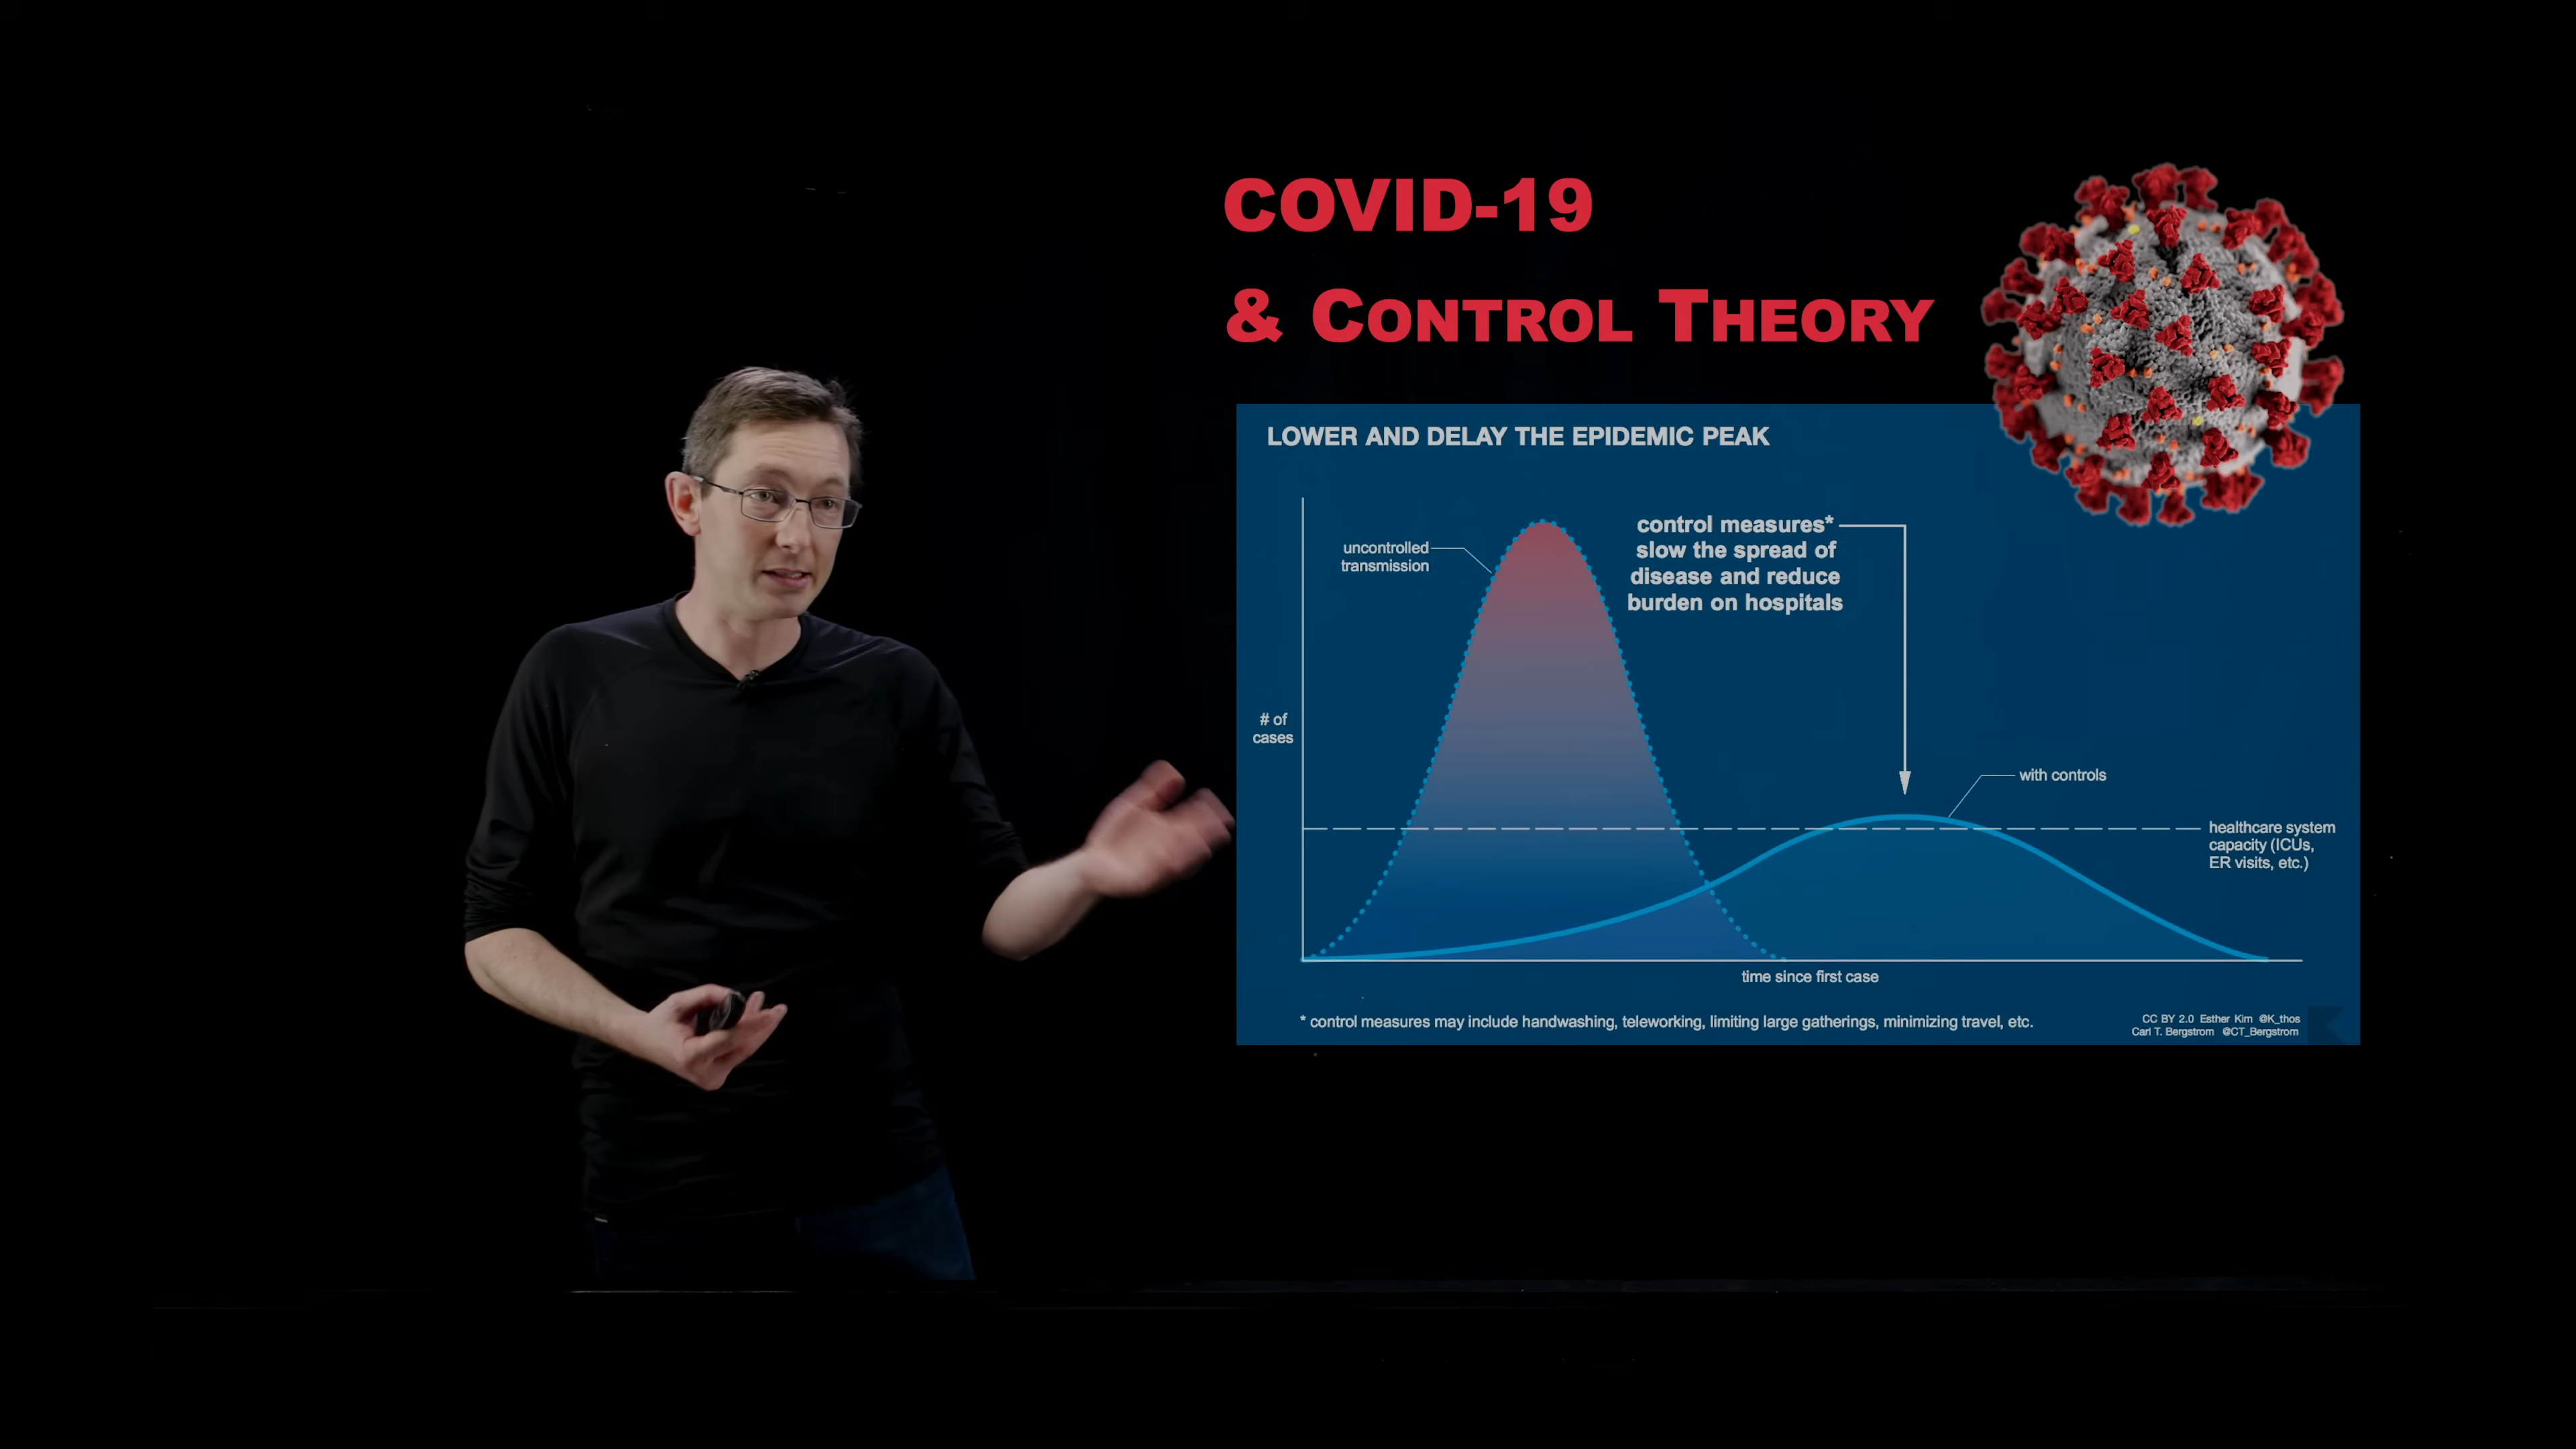 COVID-19
& CONTROL THEORY
LOWER AND DELAY THE EPIDEMIC PEAK
uncontrolled
transmission
control measures*
slow the spread of
disease and reduce
burden on hospitals
# of
cases
with controls
healthcare system
capacity (ICUs,
ER visits, etc.)
time since first case
* control measures may include handwashing, teleworking, limiting large gatherings, minimizing travel, etc.
CC BY 2.0 Esther Kim @K_thos
Carl T. Bergstrom @CT_Bergstrom